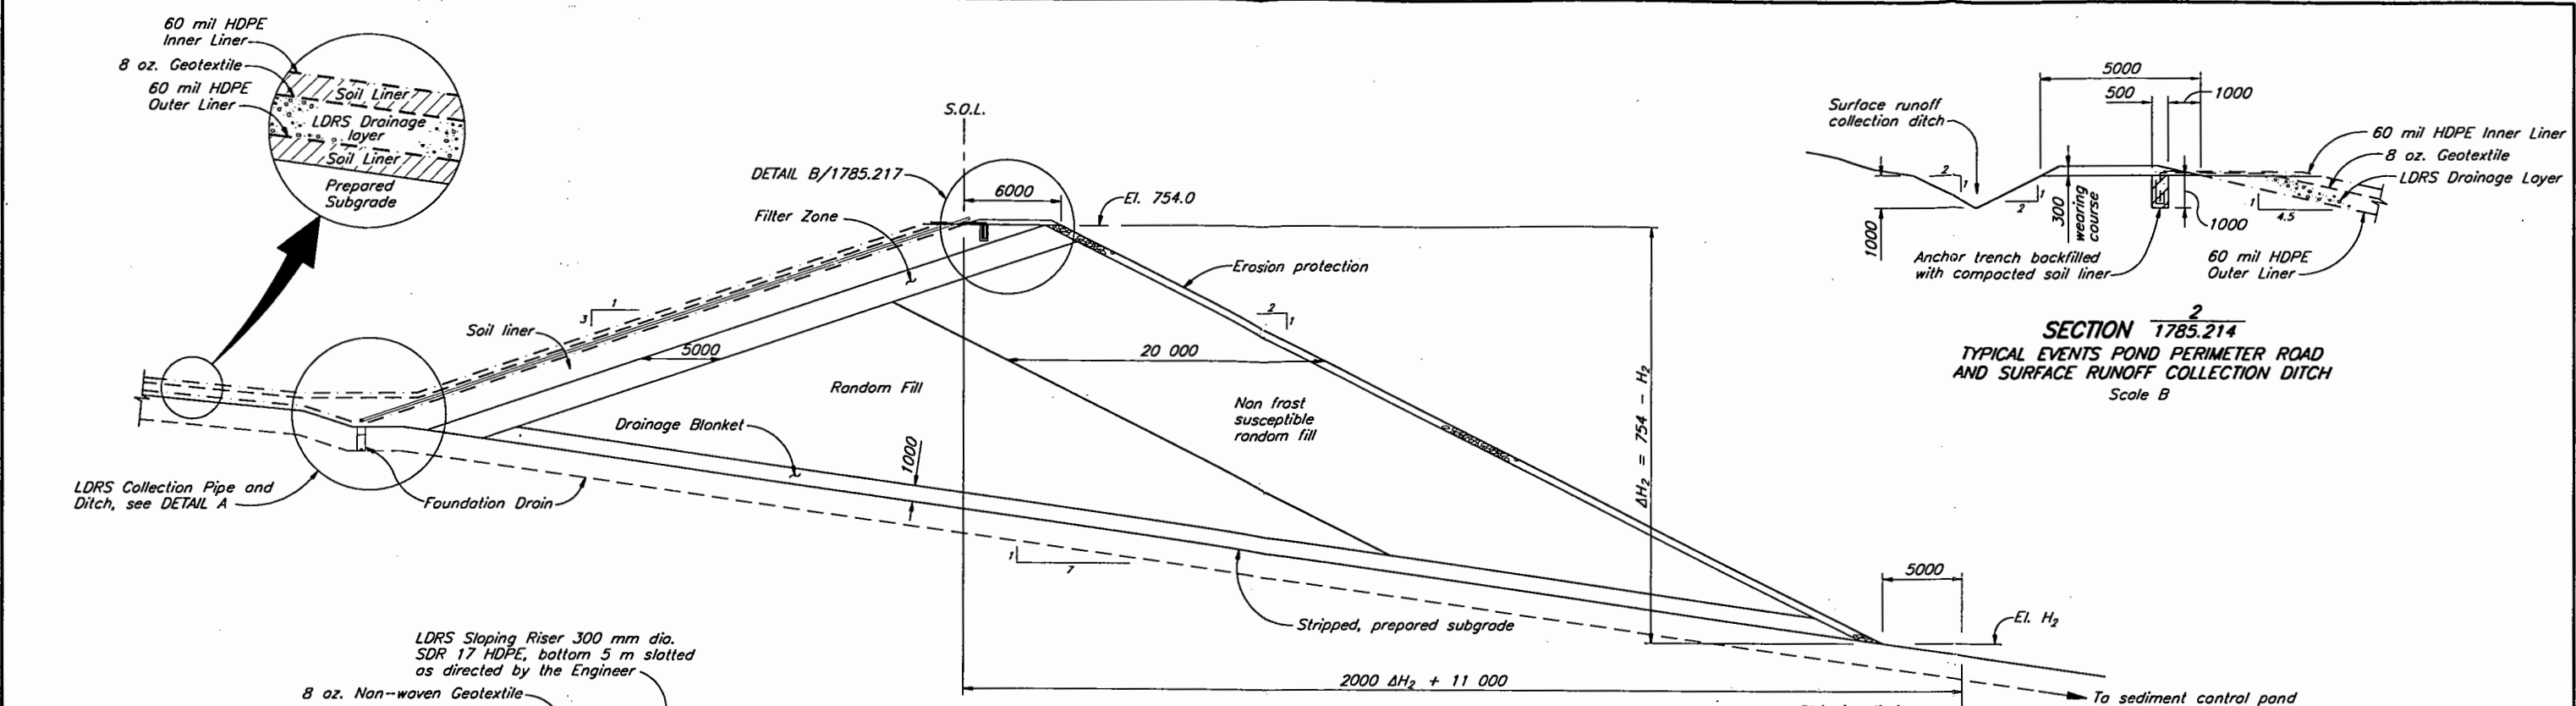 60 mil HDPE
Inner Liner
8 oz. Geotextile
60 mil HDPE
Outer Liner
Soil Liner
LDRS Drainage
layer
Soil Liner
Prepared
Subgrade
S.O.L.
DETAIL B/1785.217
6000
El. 754.0
Filter Zone
Erosion protection
1
3
2
1
Soil liner
5000
20 000
Random Fill
Non frost
susceptible
random fill
Drainage Blanket
1000
ΔH2 = 754 - H2
LDRS Collection Pipe and
Ditch, see DETAIL A
Foundation Drain
1
7
5000
Stripped, prepared subgrade
El. H2
2000 ΔH2 + 11 000
To sediment control pond
LDRS Sloping Riser 300 mm dia.
SDR 17 HDPE, bottom 5 m slotted
as directed by the Engineer
8 oz. Non-woven Geotextile
5000
500
1000
Surface runoff
collection ditch
60 mil HDPE Inner Liner
8 oz. Geotextile
LDRS Drainage Layer
2
1
2
1
1000
300
wearing
course
1
4.5
1000
Anchor trench backfilled
with compacted soil liner
60 mil HDPE
Outer Liner
SECTION 2
1785.214
TYPICAL EVENTS POND PERIMETER ROAD
AND SURFACE RUNOFF COLLECTION DITCH
Scale B